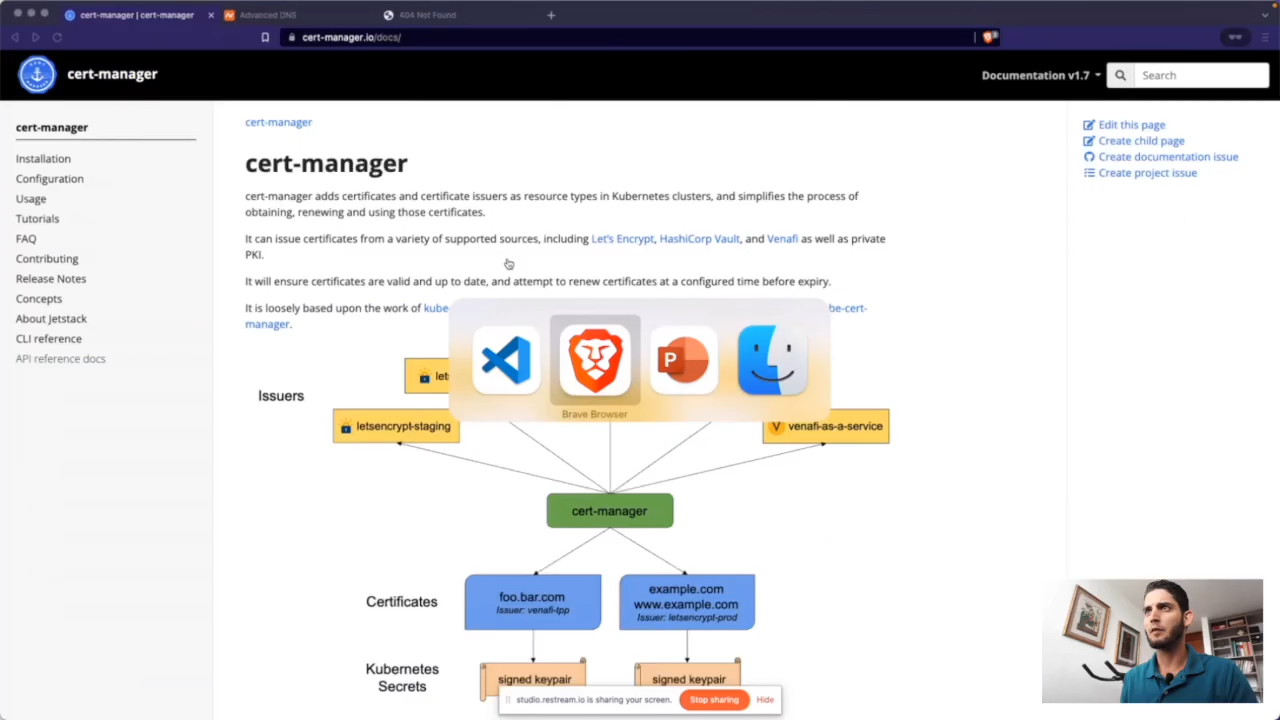 cert-manager | cert-manager
Advanced DNS
404 Not Found
cert-manager.io/docs/
cert-manager
Documentation v1.7
Search
cert-manager
Installation
Configuration
Usage
Tutorials
FAQ
Contributing
Release Notes
Concepts
About Jetstack
CLI reference
API reference docs
cert-manager
cert-manager
cert-manager adds certificates and certificate issuers as resource types in Kubernetes clusters, and simplifies the process of
obtaining, renewing and using those certificates.
It can issue certificates from a variety of supported sources, including Let's Encrypt, HashiCorp Vault, and Venafi as well as private
PKI.
It will ensure certificates are valid and up to date, and attempt to renew certificates at a configured time before expiry.
It is loosely based upon the work of kube- be-cert-
manager.
Edit this page
Create child page
Create documentation issue
Create project issue
P
Brave Browser
Issuers
letsencrypt-staging
V venafi-as-a-service
cert-manager
Certificates
foo.bar.com
Issuer: venafi-tpp
example.com
www.example.com
Issuer: letsencrypt-prod
Kubernetes
Secrets
signed keypair
signed keypair
studio.restream.io is sharing your screen.
Stop sharing
Hide